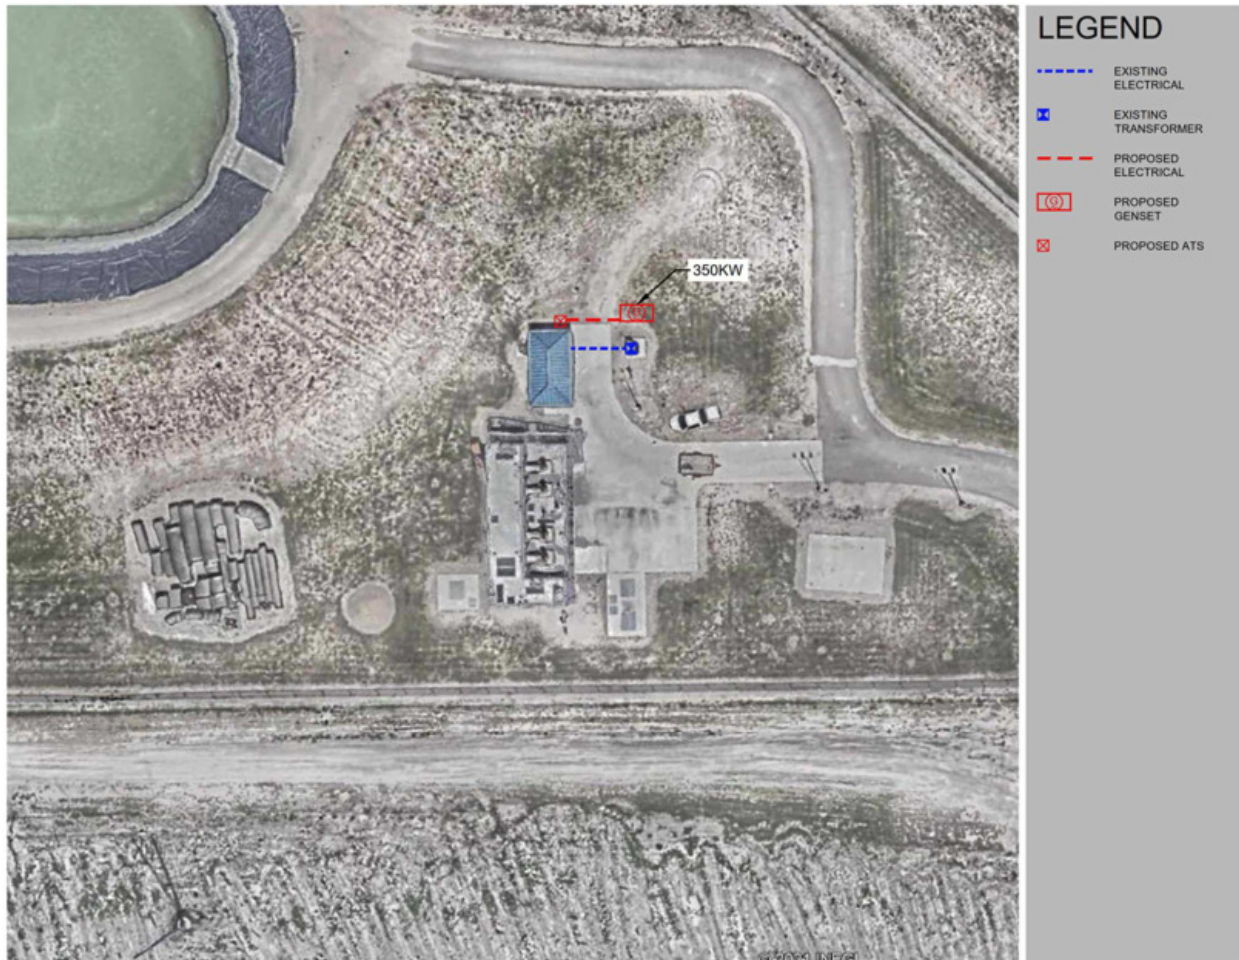 LEGEND
EXISTING
ELECTRICAL
EXISTING
TRANSFORMER
PROPOSED
ELECTRICAL
PROPOSED
GENSET
PROPOSED ATS
350KW